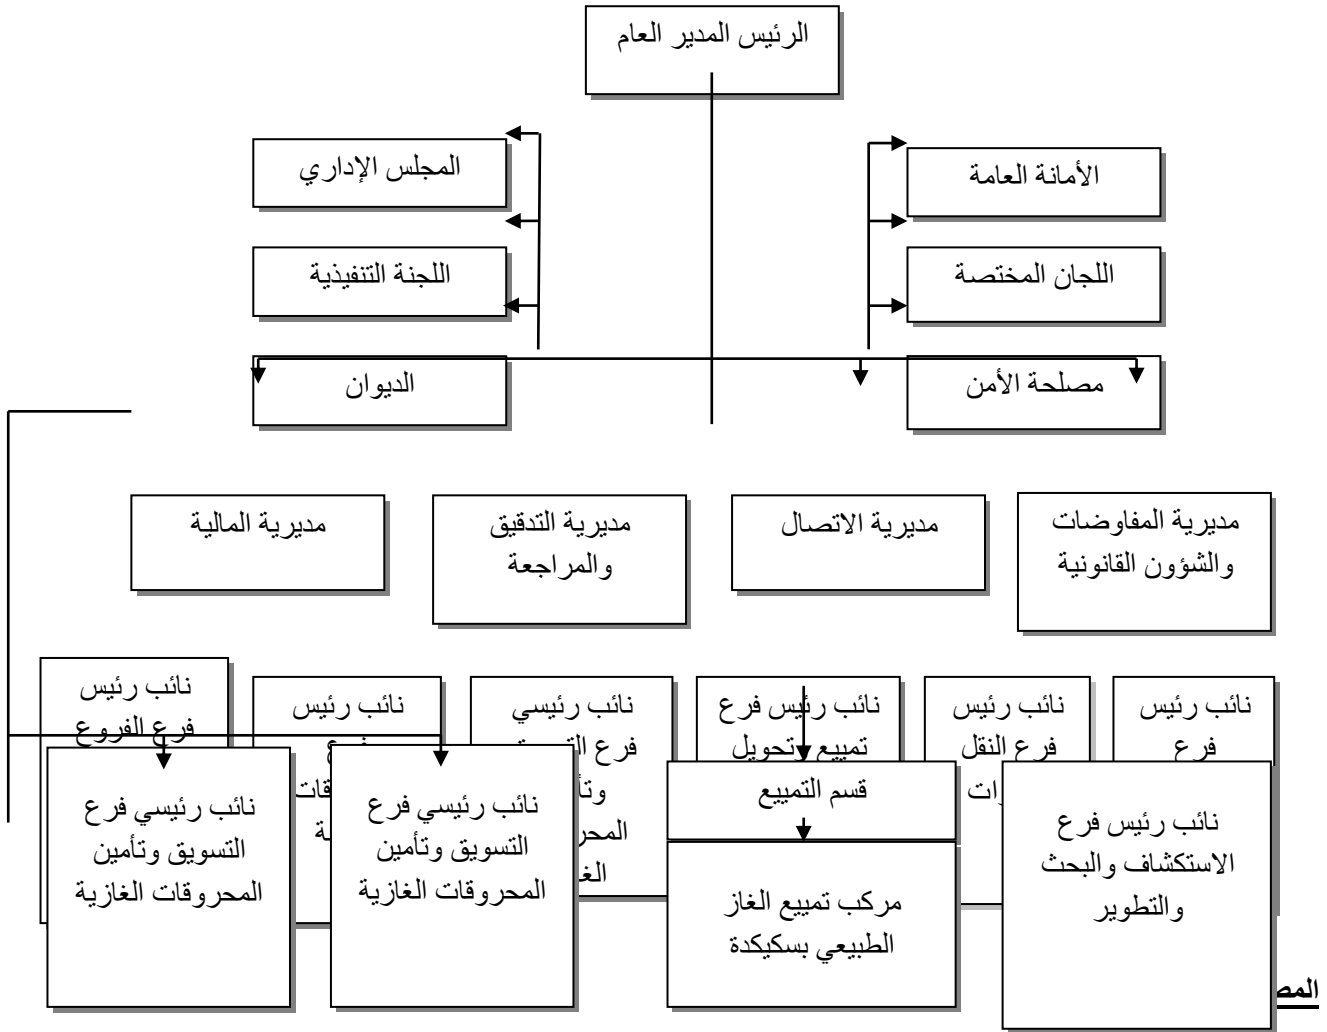 الرئيس المدير العام
الأمانة العامة
المجلس الإداري
اللجان المختصة
اللجنة التنفيذية
مصلحة الأمن
الديوان
مديرية المفاوضات
والشؤون القانونية
مديرية الاتصال
مديرية التدقيق
والمراجعة
مديرية المالية
نائب رئيس
فرع
نائب رئيس
فرع النقل
نائب رئيس فرع
تمييع وتحويل
نائب رئيسي
فرع
نائب رئيس
نائب رئيس
فرع الفروع
نائب رئيس فرع
الاستكشاف والبحث
والتطوير
قسم التمييع
مركب تمييع الغاز
الطبيعي بسكيكدة
نائب رئيسي فرع
التسويق وتأمين
المحروقات الغازية
نائب رئيسي فرع
التسويق وتأمين
المحروقات الغازية